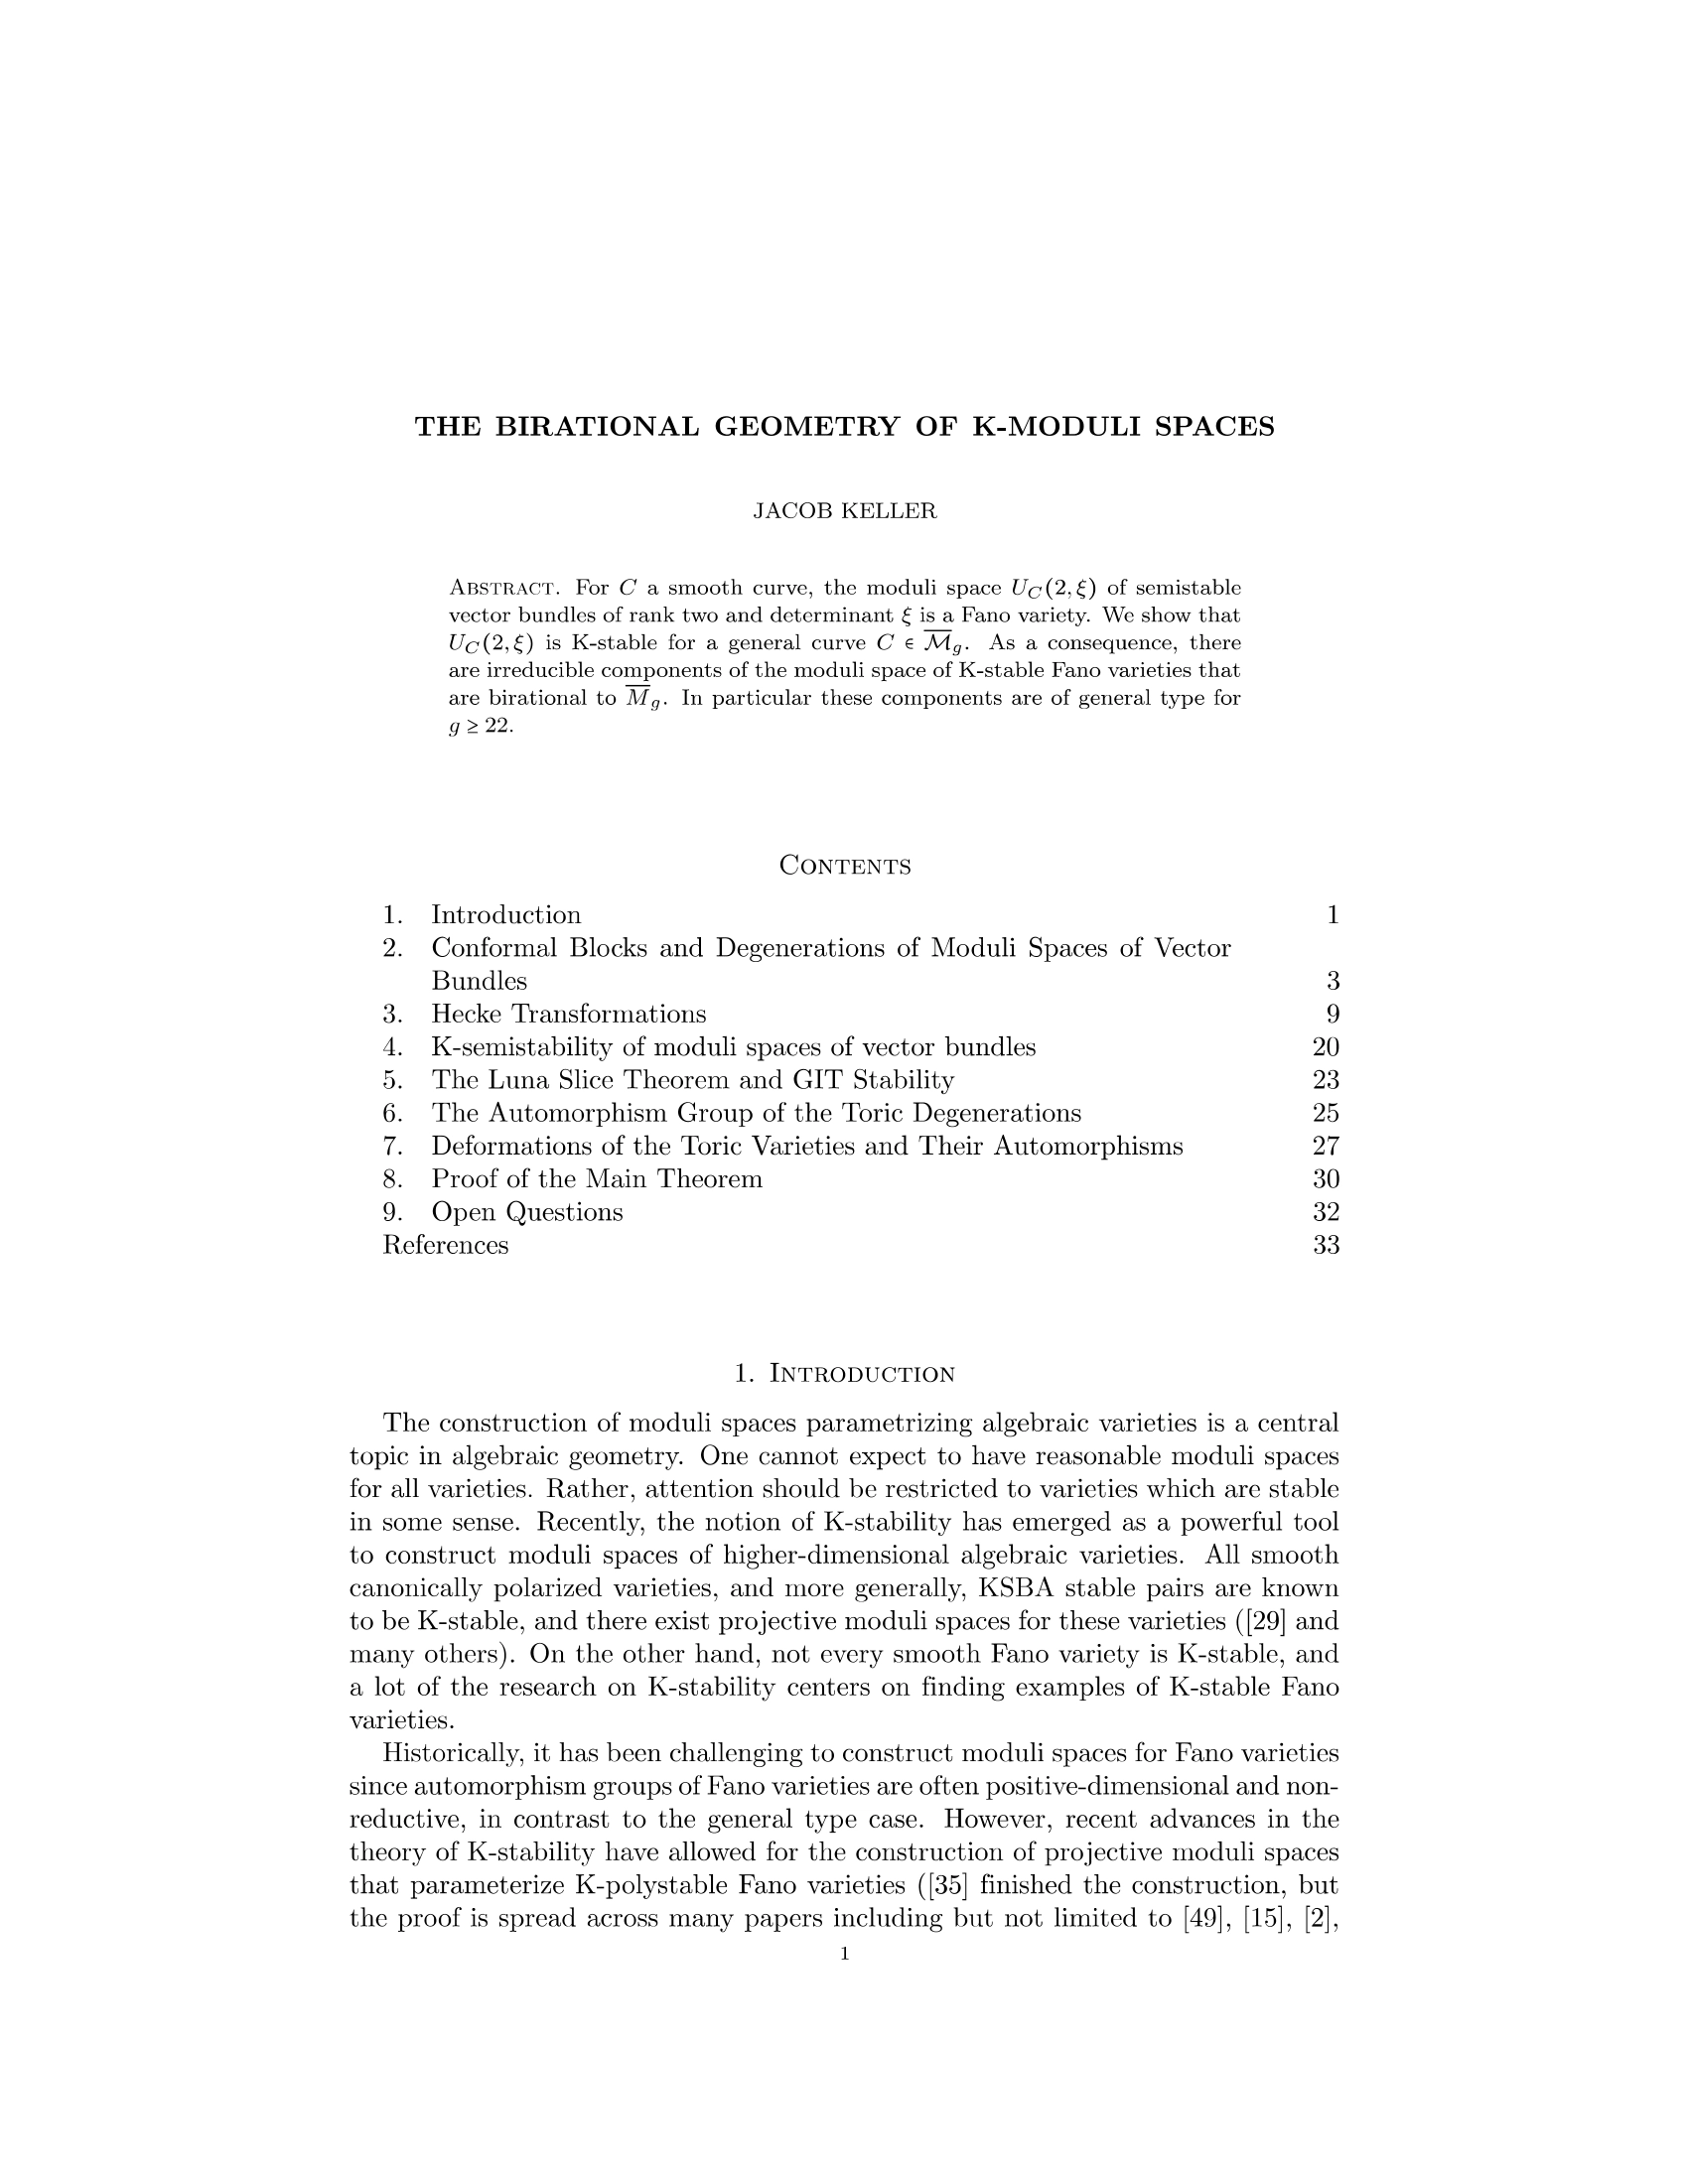 THE BIRATIONAL GEOMETRY OF K-MODULI SPACES
JACOB KELLER
Abstract. For C a smooth curve, the moduli space U_C(2, ξ) of semistable
vector bundles of rank two and determinant ξ is a Fano variety. We show that
U_C(2, ξ) is K-stable for a general curve C ∈ \overline{ℳ}_g. As a consequence, there
are irreducible components of the moduli space of K-stable Fano varieties that
are birational to \overline{M}_g. In particular these components are of general type for
g ≥ 22.
Contents
1. Introduction 1
2. Conformal Blocks and Degenerations of Moduli Spaces of Vector
Bundles 3
3. Hecke Transformations 9
4. K-semistability of moduli spaces of vector bundles 20
5. The Luna Slice Theorem and GIT Stability 23
6. The Automorphism Group of the Toric Degenerations 25
7. Deformations of the Toric Varieties and Their Automorphisms 27
8. Proof of the Main Theorem 30
9. Open Questions 32
References 33
1. Introduction
The construction of moduli spaces parametrizing algebraic varieties is a central
topic in algebraic geometry. One cannot expect to have reasonable moduli spaces
for all varieties. Rather, attention should be restricted to varieties which are stable
in some sense. Recently, the notion of K-stability has emerged as a powerful tool
to construct moduli spaces of higher-dimensional algebraic varieties. All smooth
canonically polarized varieties, and more generally, KSBA stable pairs are known
to be K-stable, and there exist projective moduli spaces for these varieties ([29] and
many others). On the other hand, not every smooth Fano variety is K-stable, and
a lot of the research on K-stability centers on finding examples of K-stable Fano
varieties.
Historically, it has been challenging to construct moduli spaces for Fano varieties
since automorphism groups of Fano varieties are often positive-dimensional and non-
reductive, in contrast to the general type case. However, recent advances in the
theory of K-stability have allowed for the construction of projective moduli spaces
that parameterize K-polystable Fano varieties ([35] finished the construction, but
the proof is spread across many papers including but not limited to [49], [15], [2],
1